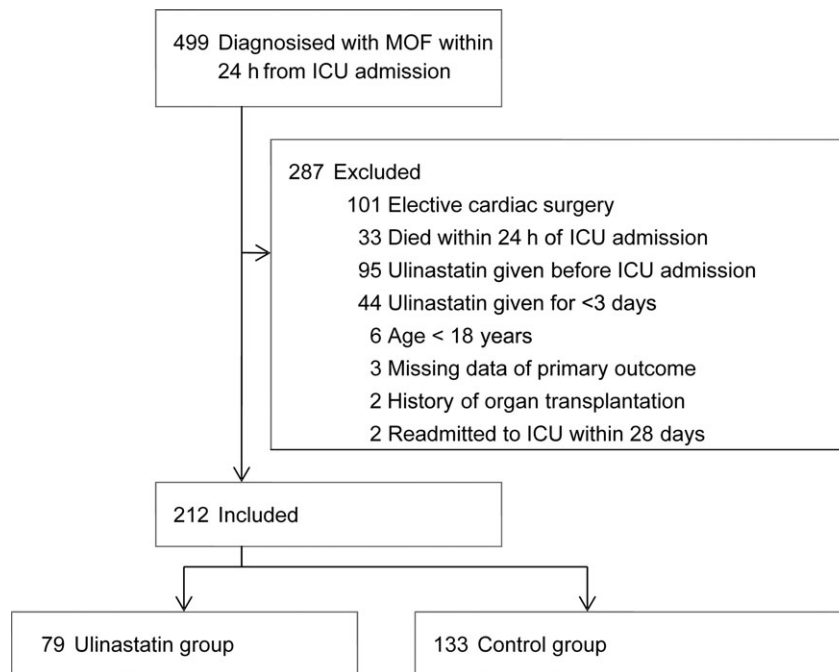 499 Diagnosised with MOF within
24 h from ICU admission
287 Excluded
101 Elective cardiac surgery
33 Died within 24 h of ICU admission
95 Ulinastatin given before ICU admission
44 Ulinastatin given for <3 days
6 Age < 18 years
3 Missing data of primary outcome
2 History of organ transplantation
2 Readmitted to ICU within 28 days
212 Included
79 Ulinastatin group
133 Control group